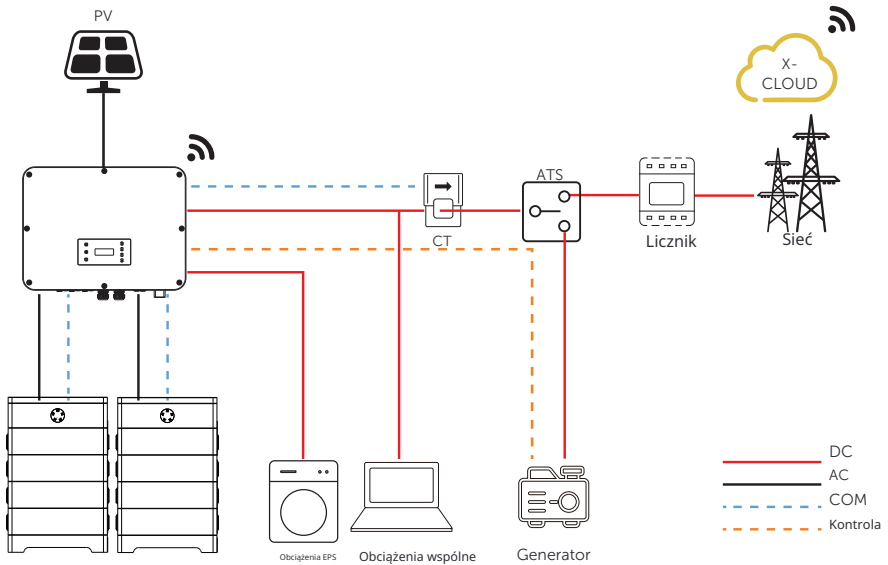 PV
X-
CLOUD
ATS
CT
Licznik
Sieć
DC
AC
COM
Kontrola
Obciążenia EPS
Obciążenia wspólne
Generator